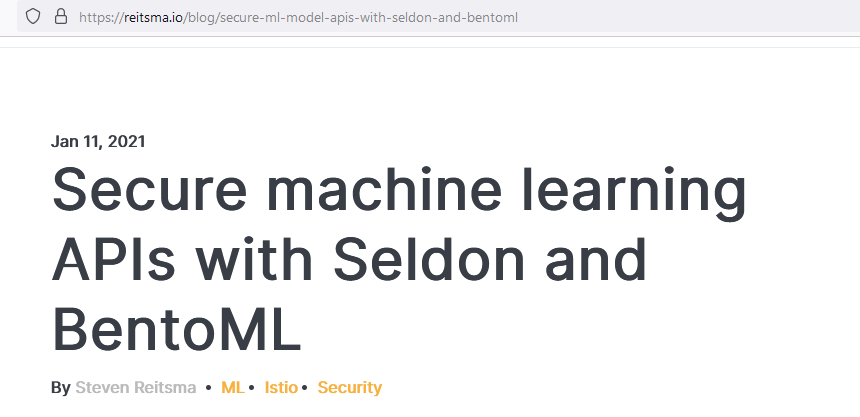 https://reitsma.io/blog/secure-ml-model-apis-with-seldon-and-bentoml
Jan 11, 2021
Secure machine learning
APIs with Seldon and
BentoML
By Steven Reitsma • ML • Istio • Security